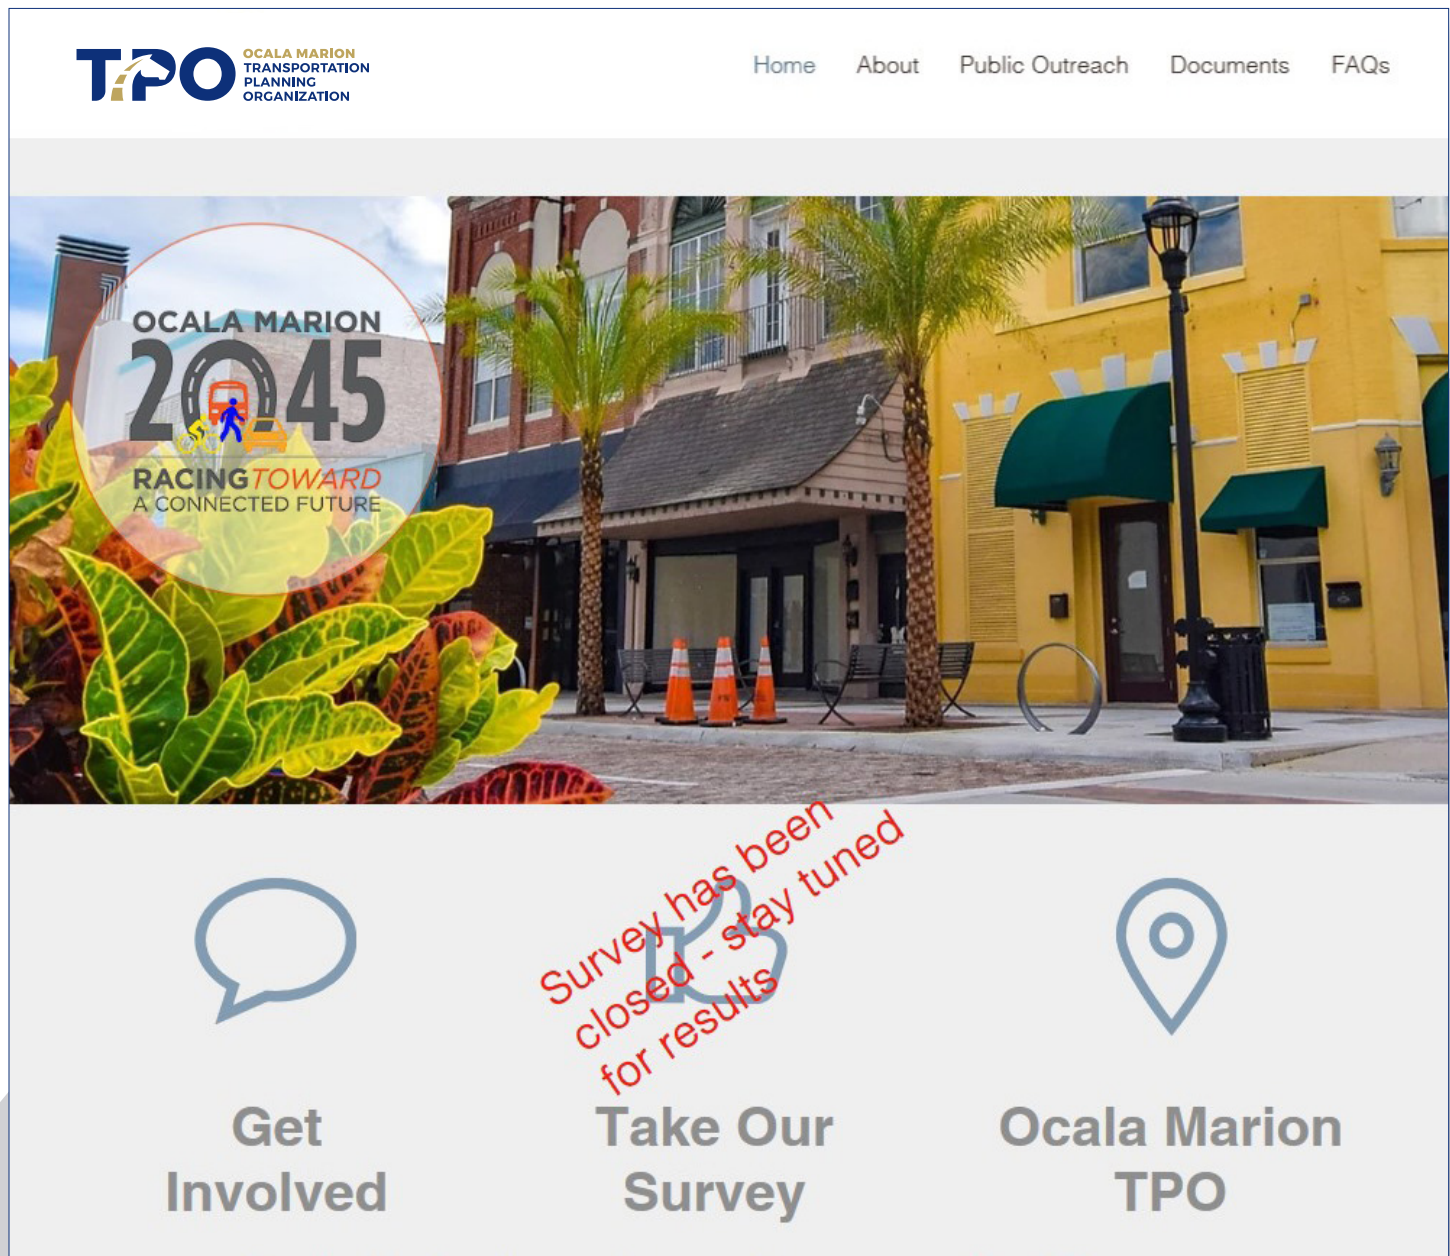 TPO
OCALA MARION
TRANSPORTATION
PLANNING
ORGANIZATION
Home About Public Outreach Documents FAQs
OCALA MARION
2045
RACING TOWARD
A CONNECTED FUTURE
Survey has been
closed - stay tuned
for results
Get
Involved
Take Our
Survey
Ocala Marion
TPO